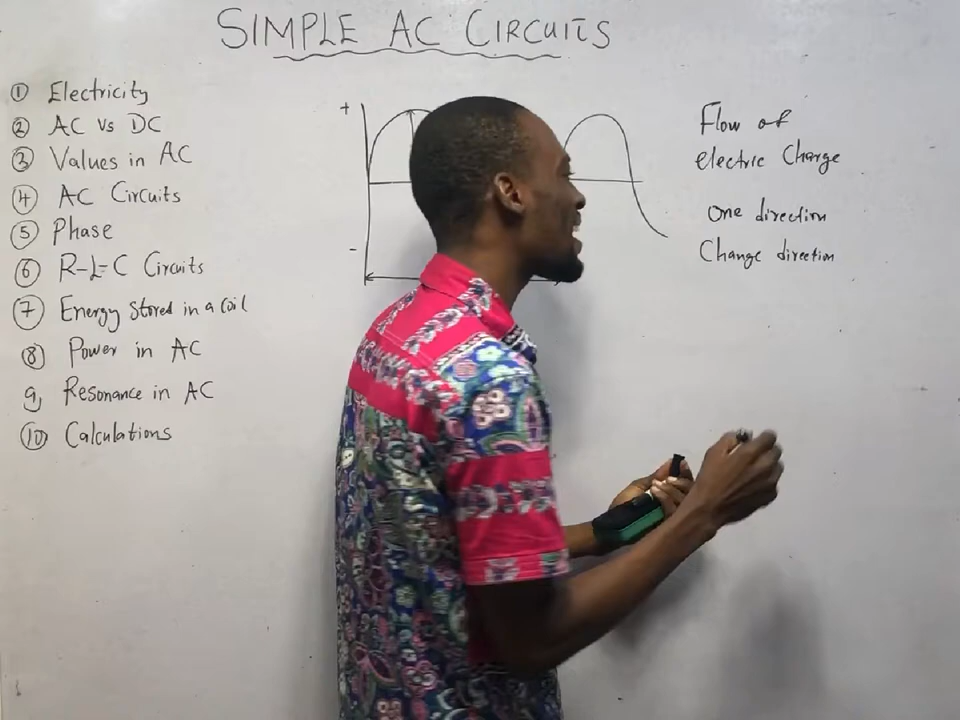 SIMPLE AC CIRCUITS
① Electricity
② AC Vs DC
③ Values in AC
④ AC Circuits
⑤ Phase
⑥ R-L-C Circuits
⑦ Energy Stored in a Coil
⑧ Power in AC
9, Resonance in AC
⑩ Calculations
+
-
Flow of
electric Charge
One direction
Change direction